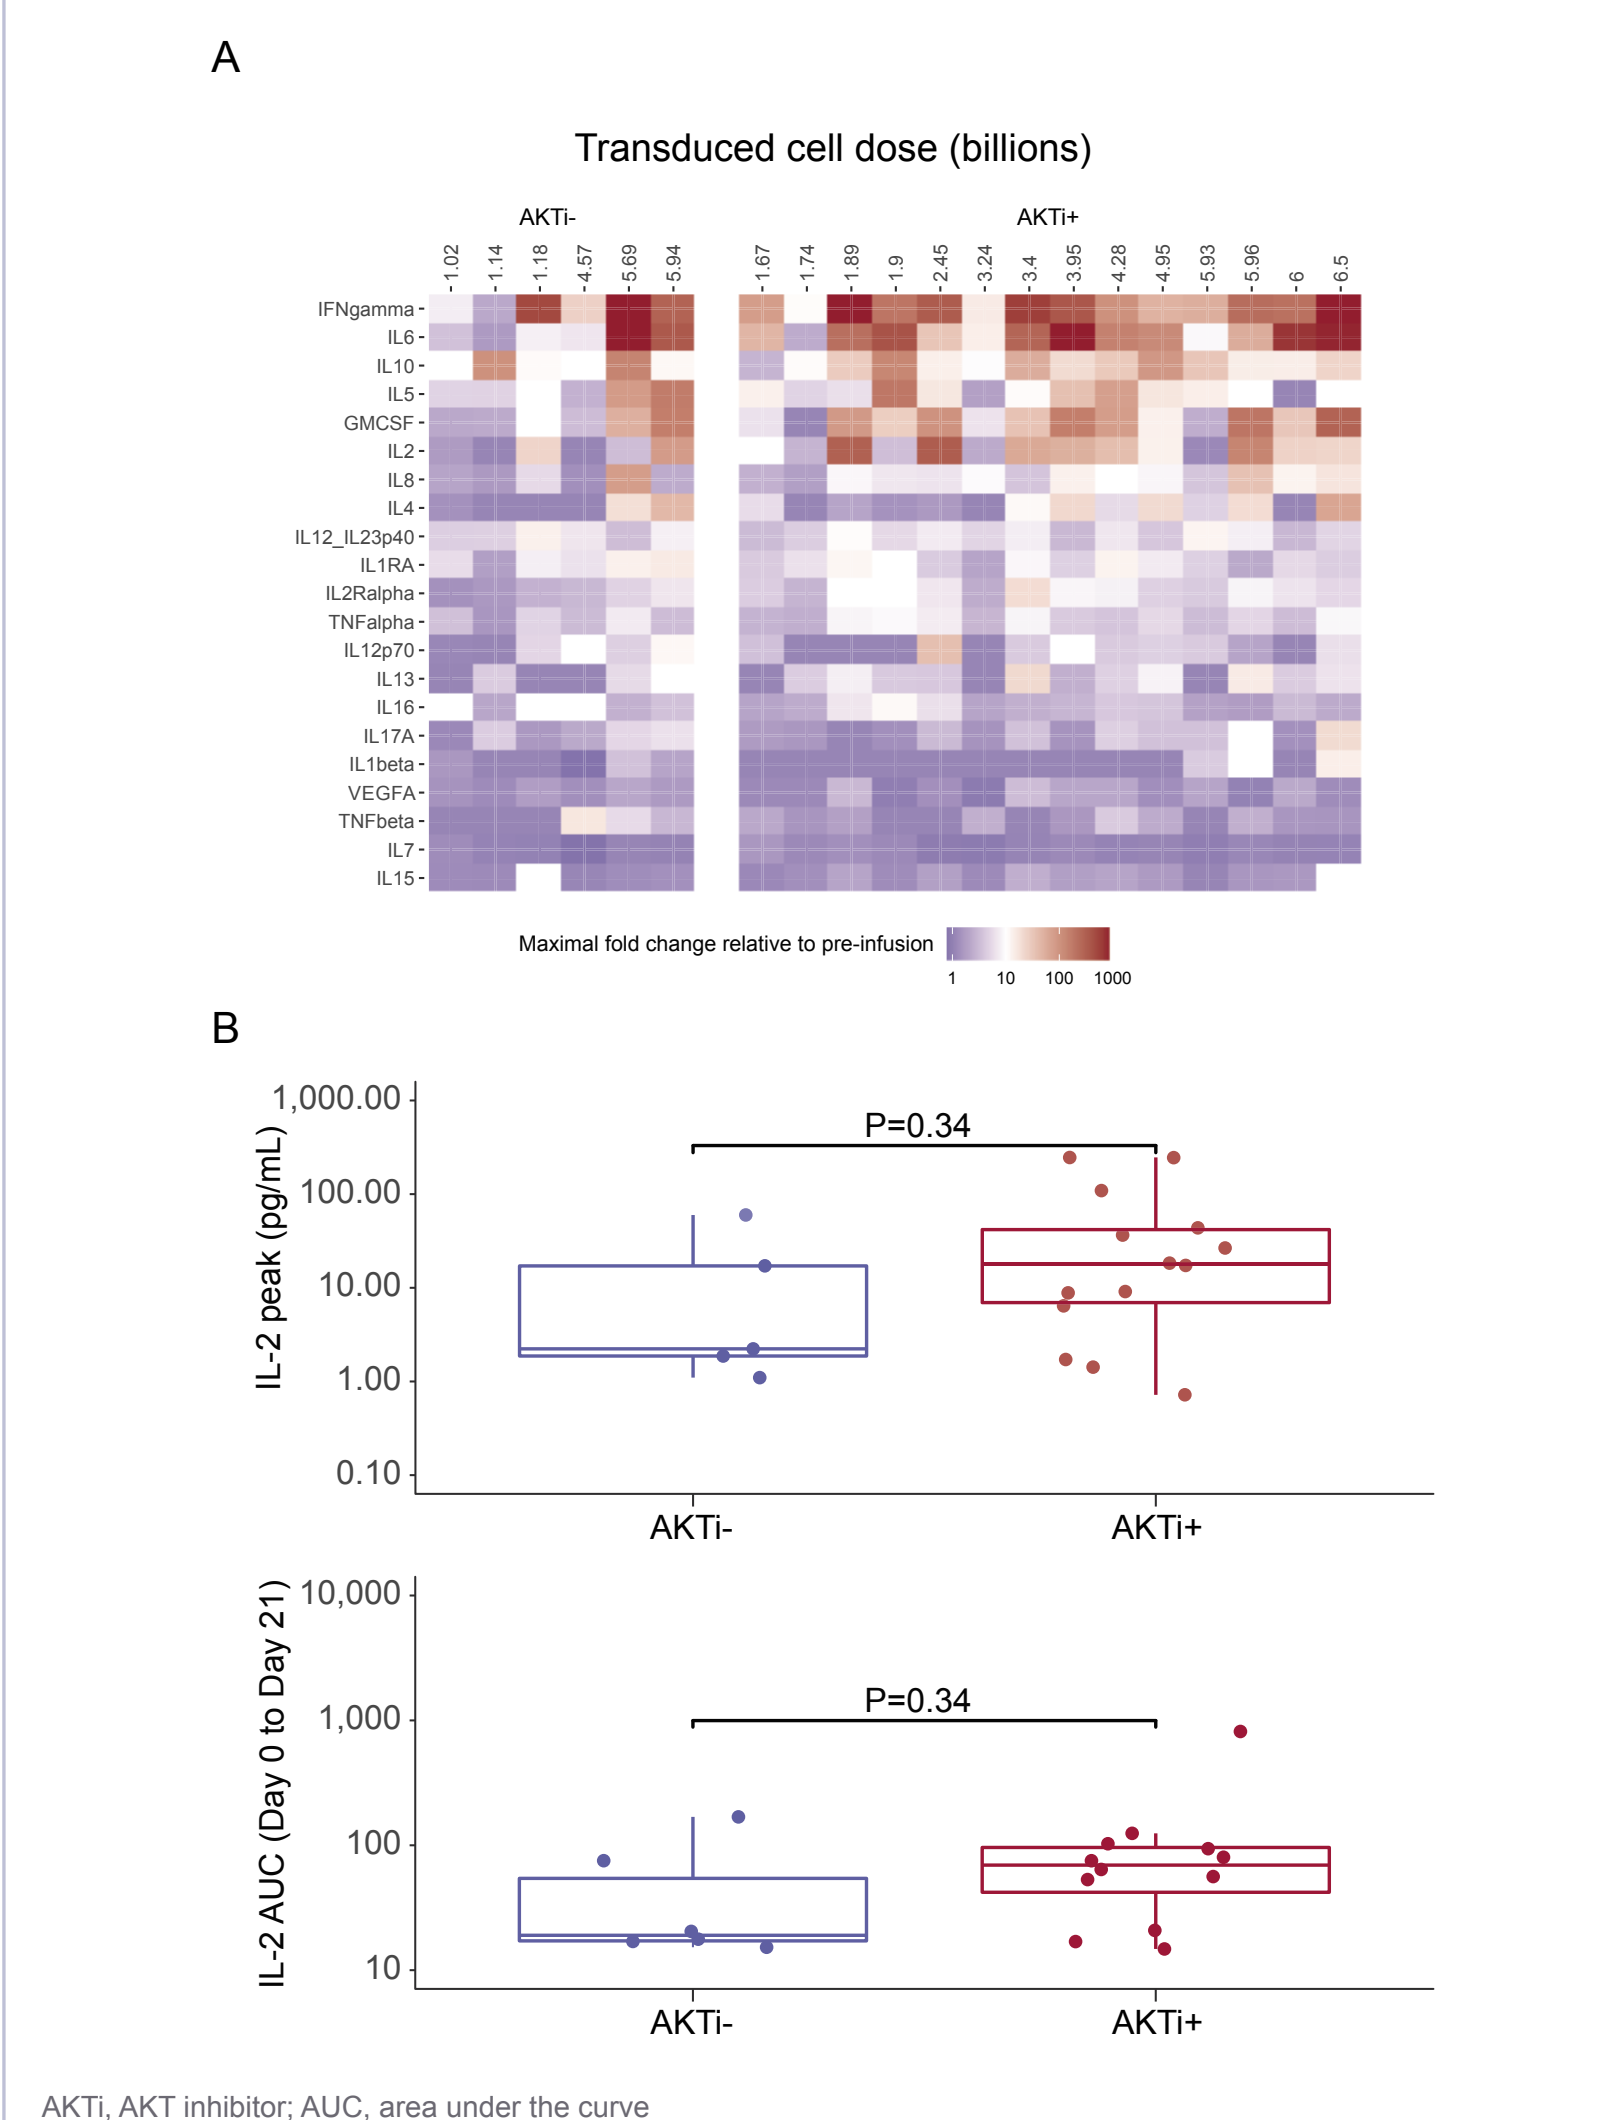 A
Transduced cell dose (billions)
AKTi- AKTi+
1.02 1.14 1.18 4.57 5.69 5.94 1.67 1.74 1.89 1.9 2.45 3.24 3.4 3.95 4.28 4.95 5.93 5.96 6 6.5
IFNgamma
IL6
IL10
IL5
GMCSF
IL2
IL8
IL4
IL12_IL23p40
IL1RA
IL2Ralpha
TNFalpha
IL12p70
IL13
IL16
IL17A
IL1beta
VEGFA
TNFbeta
IL7
IL15
Maximal fold change relative to pre-infusion
1 10 100 1000
B
IL-2 peak (pg/mL)
1,000.00
100.00
10.00
1.00
0.10
P=0.34
AKTi- AKTi+
IL-2 AUC (Day 0 to Day 21)
10,000
1,000
100
10
P=0.34
AKTi- AKTi+
AKTi, AKT inhibitor; AUC, area under the curve